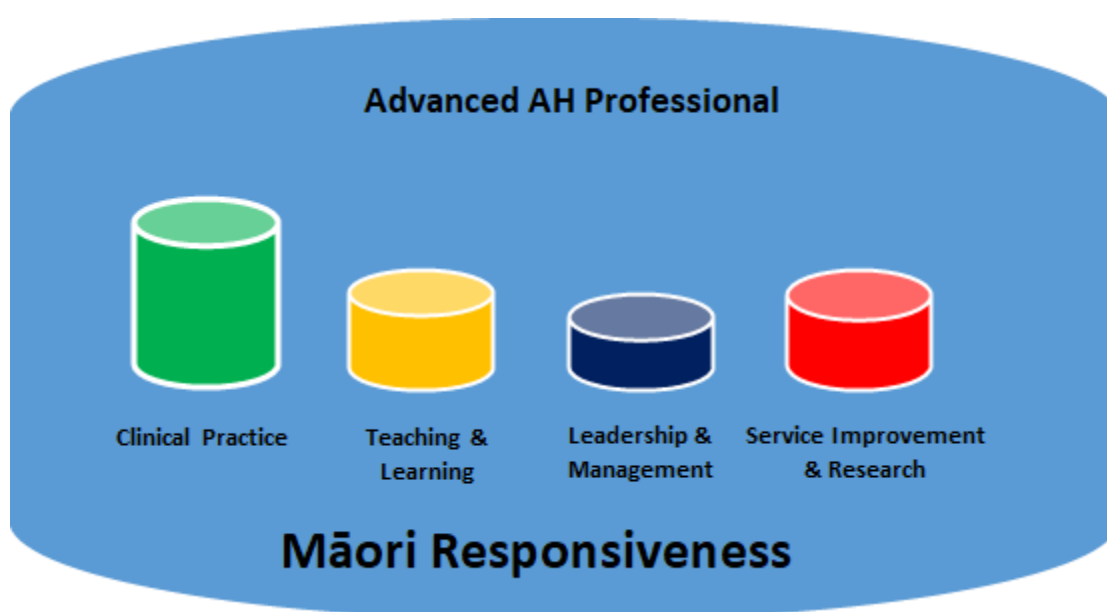 Advanced AH Professional
Clinical Practice
Teaching &
Learning
Leadership &
Management
Service Improvement
& Research
Māori Responsiveness